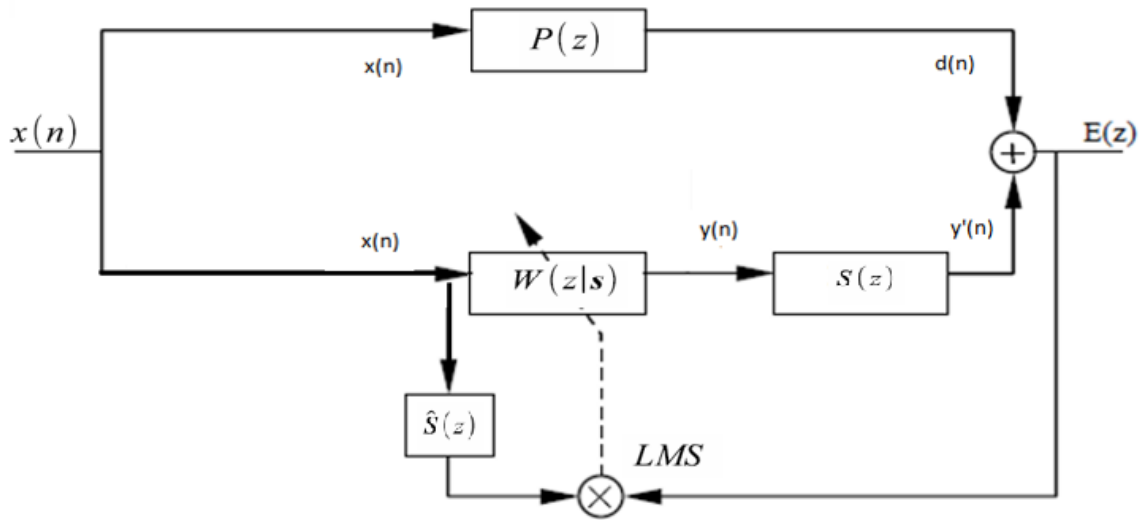 P(z)
x(n)
d(n)
x(n)
E(z)
+
x(n)
y(n)
y'(n)
W(z|s)
S(z)
Ŝ(z)
LMS
×